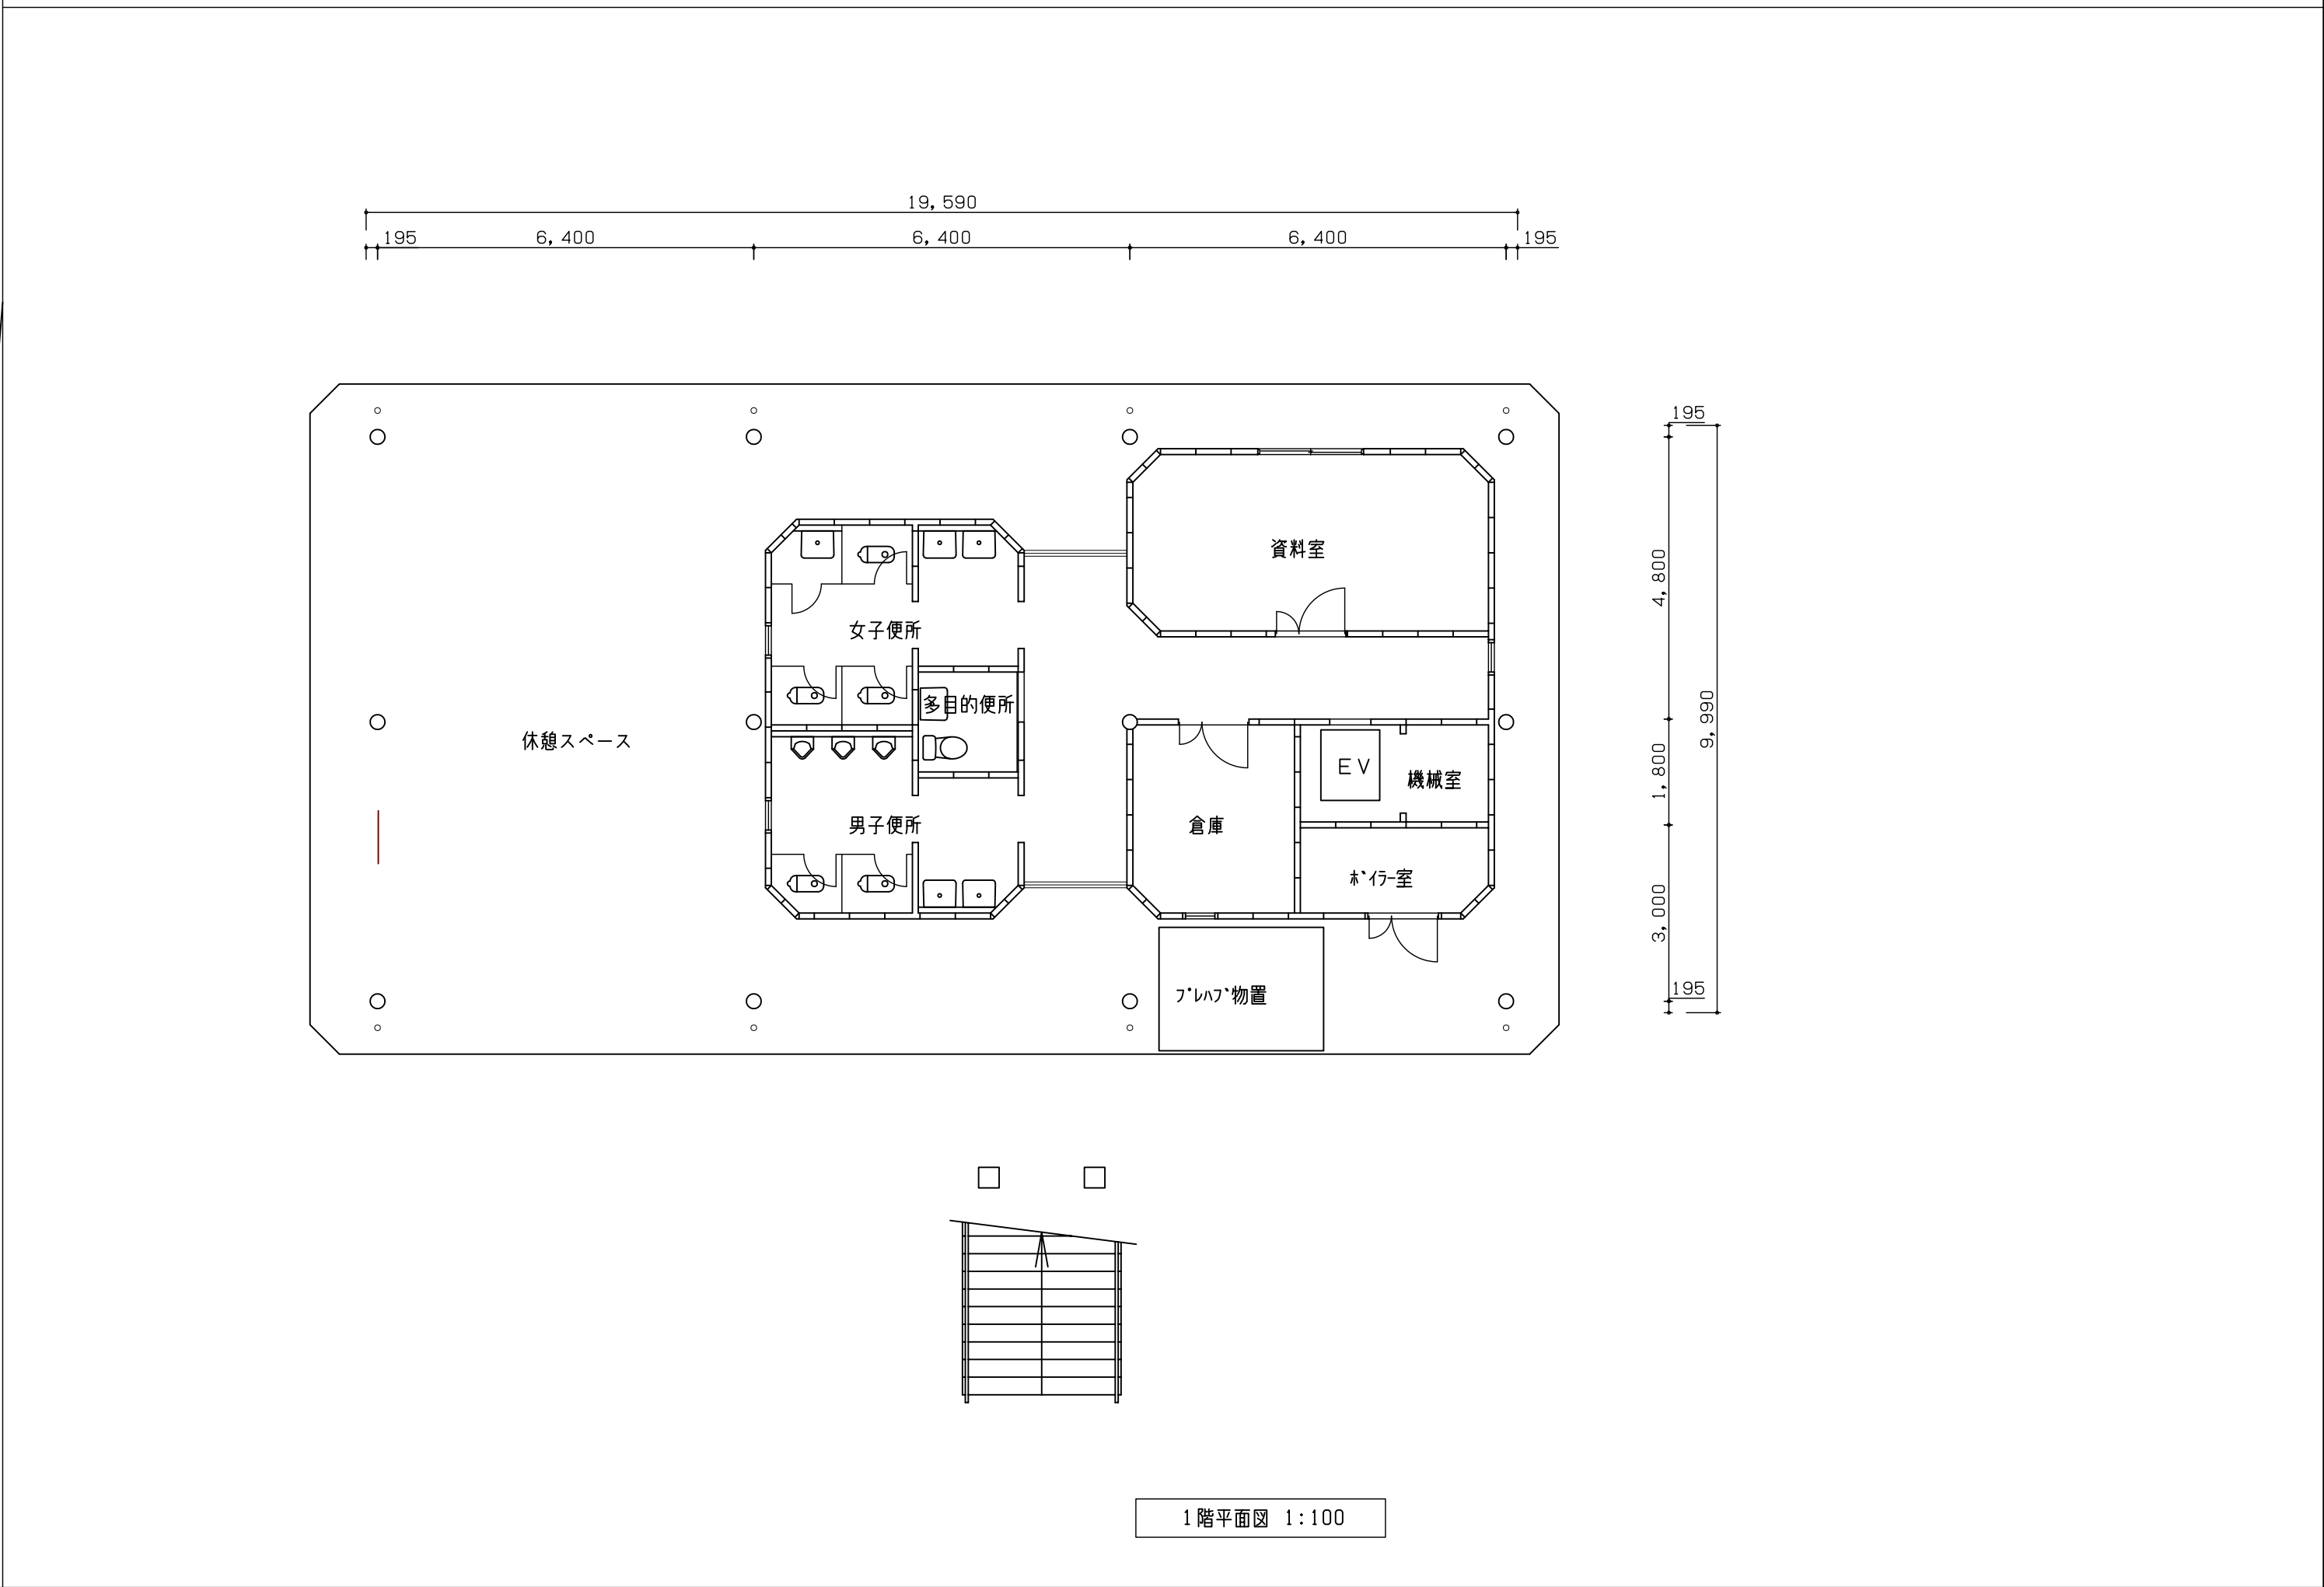 19,590
195 6,400 6,400 6,400 195
195
資料室
4,800
女子便所
多目的便所
9,990
休憩スペース
EV
機械室
1,800
男子便所
倉庫
ﾎﾞｲﾗｰ室
3,000
195
ﾌﾟﾚﾊﾌﾞ物置
1階平面図 1:100